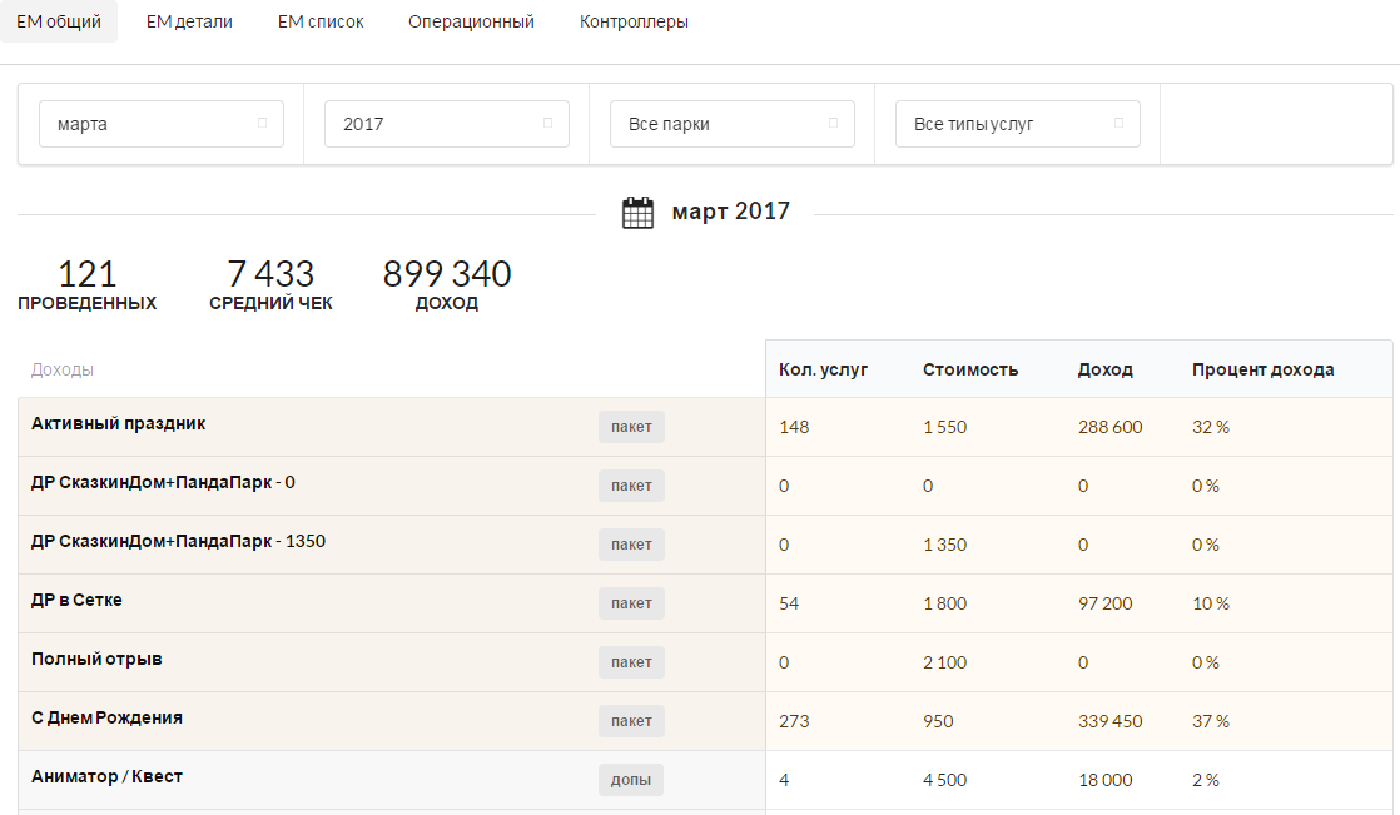 ЕМ общий ЕМ детали ЕМ список Операционный Контроллеры
марта 2017 Все парки Все типы услуг
март 2017
121 7 433 899 340
ПРОВЕДЕННЫХ СРЕДНИЙ ЧЕК ДОХОД
Доходы Кол. услуг Стоимость Доход Процент дохода
Активный праздник пакет 148 1 550 288 600 32 %
ДР СказкинДом+ПандаПарк - 0 пакет 0 0 0 0 %
ДР СказкинДом+ПандаПарк - 1350 пакет 0 1 350 0 0 %
ДР в Сетке пакет 54 1 800 97 200 10 %
Полный отрыв пакет 0 2 100 0 0 %
С Днем Рождения пакет 273 950 339 450 37 %
Аниматор / Квест допы 4 4 500 18 000 2 %